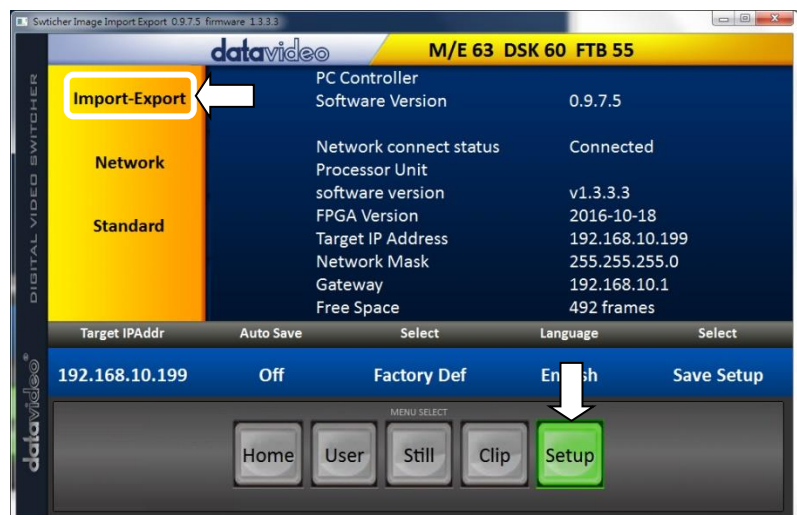 Swticher Image Import Export 0.9.7.5 firmware 1.3.3.3
datavideo M/E 63 DSK 60 FTB 55
DIGITAL VIDEO SWITCHER
Import-Export
Network
Standard
PC Controller
Software Version 0.9.7.5
Network connect status Connected
Processor Unit
software version v1.3.3.3
FPGA Version 2016-10-18
Target IP Address 192.168.10.199
Network Mask 255.255.255.0
Gateway 192.168.10.1
Free Space 492 frames
Target IPAddr Auto Save Select Language Select
192.168.10.199 Off Factory Def Save Setup
datavideo®
MENU SELECT
Home User Still Clip Setup